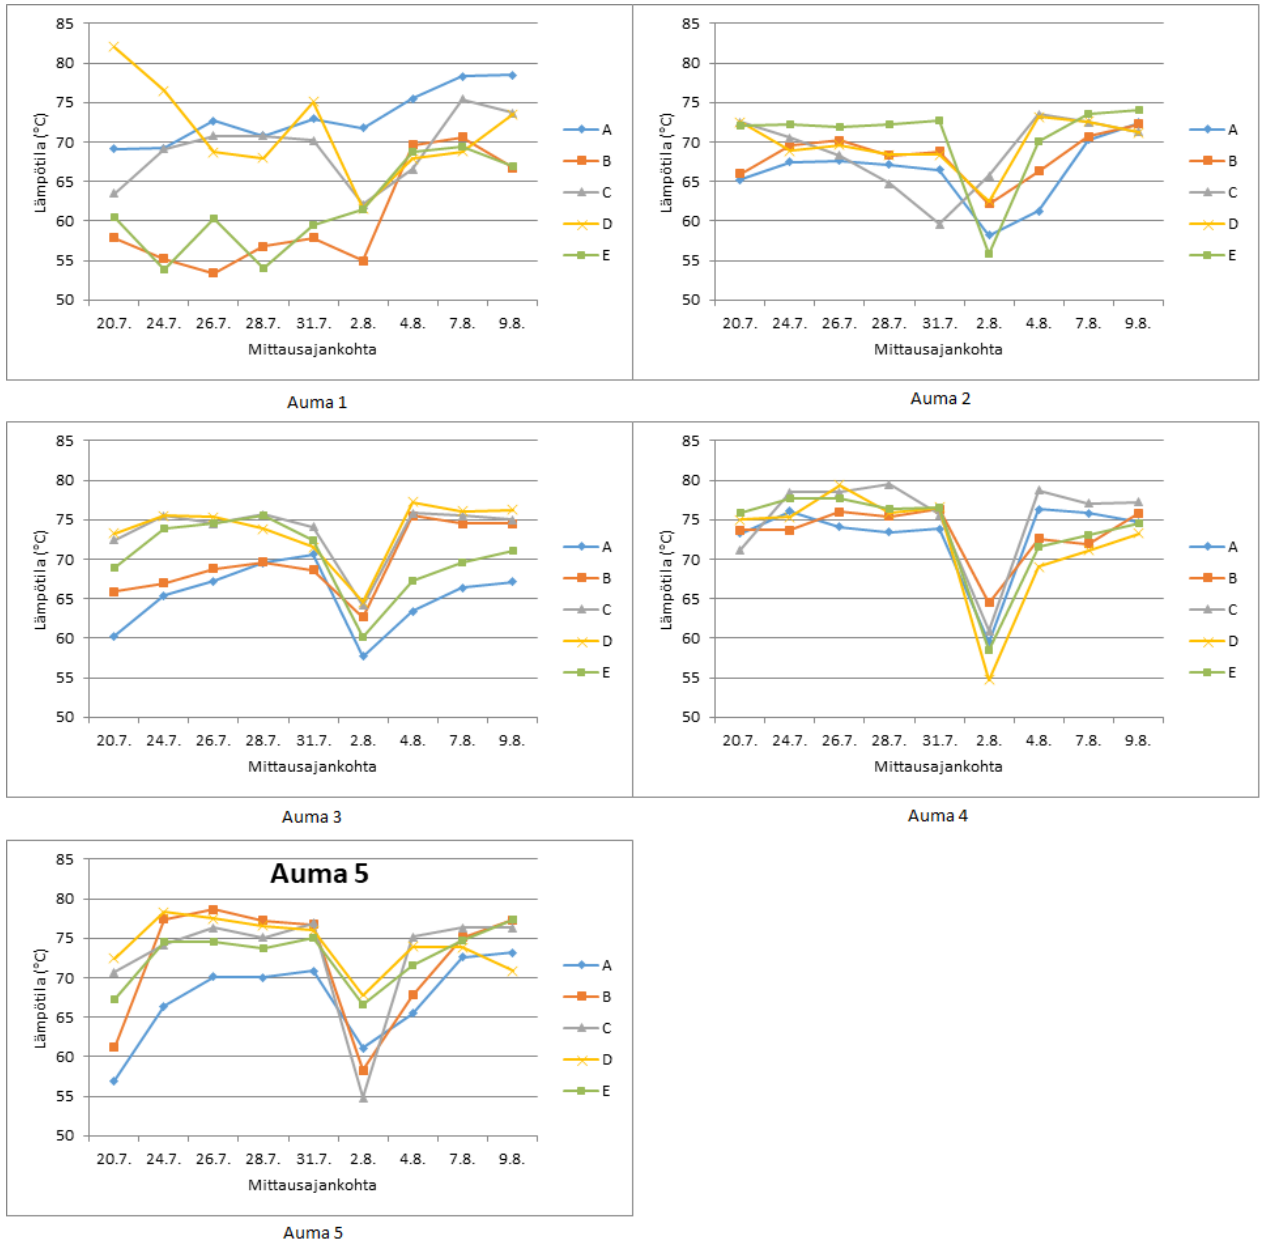 85
80
75
70
65
60
55
50
Lämpötila (°C)
20.7. 24.7. 26.7. 28.7. 31.7. 2.8. 4.8. 7.8. 9.8.
Mittausajankohta
A
B
C
D
E
Auma 1
85
80
75
70
65
60
55
50
Lämpötila (°C)
20.7. 24.7. 26.7. 28.7. 31.7. 2.8. 4.8. 7.8. 9.8.
Mittausajankohta
A
B
C
D
E
Auma 2
85
80
75
70
65
60
55
50
Lämpötila (°C)
20.7. 24.7. 26.7. 28.7. 31.7. 2.8. 4.8. 7.8. 9.8.
Mittausajankohta
A
B
C
D
E
Auma 3
85
80
75
70
65
60
55
50
Lämpötila (°C)
20.7. 24.7. 26.7. 28.7. 31.7. 2.8. 4.8. 7.8. 9.8.
Mittausajankohta
A
B
C
D
E
Auma 4
Auma 5
85
80
75
70
65
60
55
50
Lämpötila (°C)
20.7. 24.7. 26.7. 28.7. 31.7. 2.8. 4.8. 7.8. 9.8.
Mittausajankohta
A
B
C
D
E
Auma 5